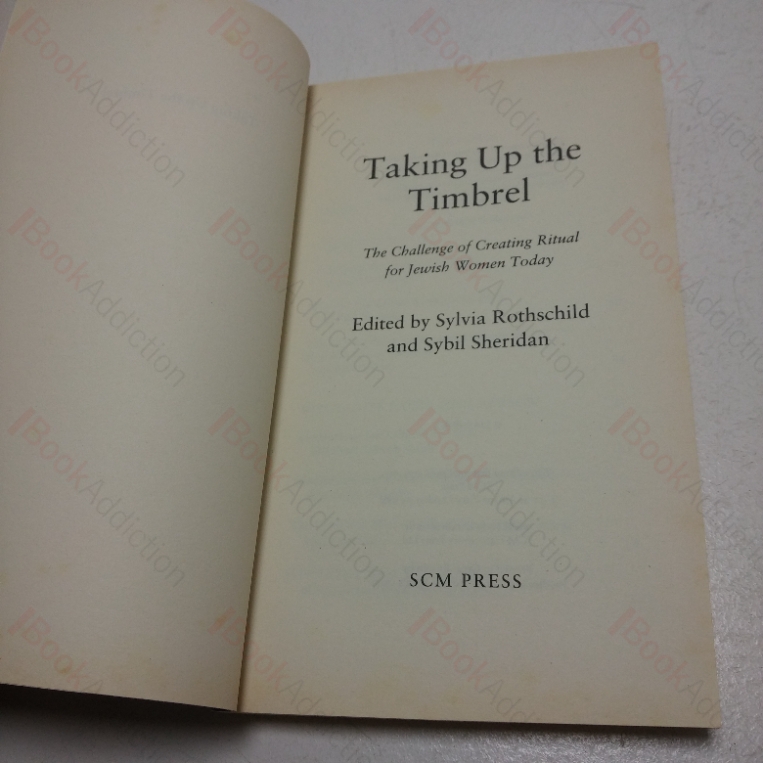 Taking Up the
Timbrel
The Challenge of Creating Ritual
for Jewish Women Today
Edited by Sylvia Rothschild
and Sybil Sheridan
SCM PRESS
BookAddiction